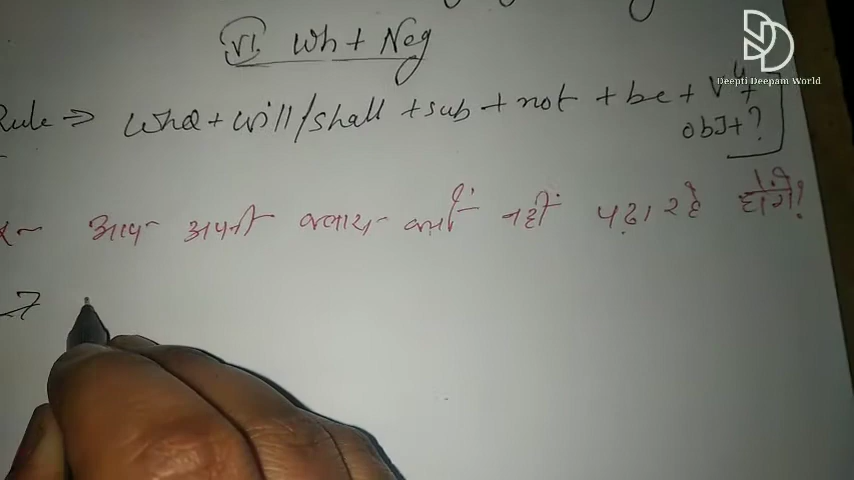 Deepti Deepam World
VI. Wh + Neg
Rule ⇒ Wha + will/shall + sub + not + be + V4 +
obj + ?
आप अपनी क्लास क्यों नहीं पढ़ा रहे होंगे?
→